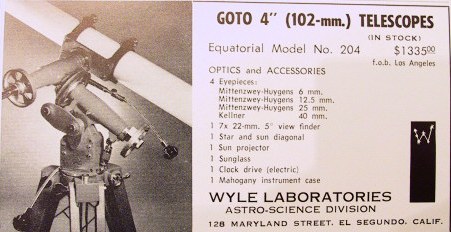 GOTO 4" (102-mm.) TELESCOPES
(IN STOCK)
Equatorial Model No. 204 $1335.00
f.o.b. Los Angeles
OPTICS and ACCESSORIES
4 Eyepieces:
Mittenzwey-Huygens 6 mm.
Mittenzwey-Huygens 12.5 mm.
Mittenzwey-Huygens 25 mm.
Kellner 40 mm.
1 7x 22-mm. 5° view finder
1 Star and sun diagonal
1 Sun projector
1 Sunglass
1 Clock drive (electric)
1 Mahogany instrument case
W
WYLE LABORATORIES
ASTRO-SCIENCE DIVISION
128 MARYLAND STREET, EL SEGUNDO, CALIF.